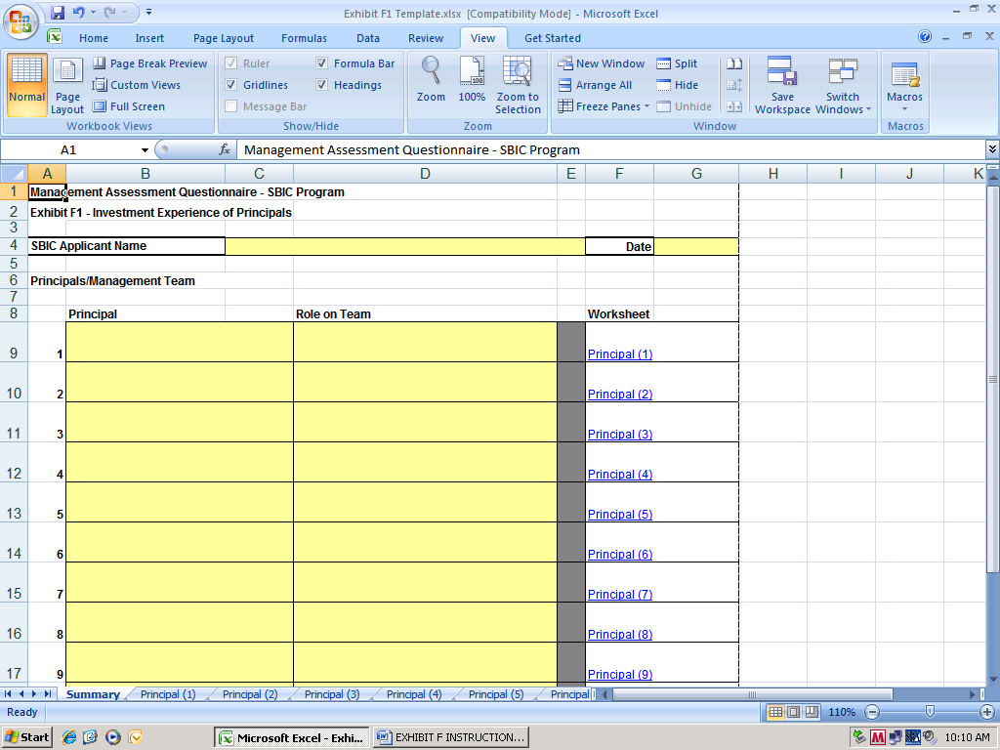 Exhibit F1 Template.xlsx [Compatibility Mode] - Microsoft Excel
Home Insert Page Layout Formulas Data Review View Get Started
Normal Page Layout Page Break Preview Custom Views Full Screen
Workbook Views
Ruler Formula Bar
Gridlines Headings
Message Bar
Show/Hide
Zoom 100% Zoom to Selection
Zoom
New Window Split
Arrange All Hide
Freeze Panes Unhide
Save Workspace Switch Windows
Window
Macros
Macros
A1 fx Management Assessment Questionnaire - SBIC Program
A B C D E F G H I J K
1 Management Assessment Questionnaire - SBIC Program
2 Exhibit F1 - Investment Experience of Principals
3
4 SBIC Applicant Name Date
5
6 Principals/Management Team
7
8 Principal Role on Team Worksheet
9 1 Principal (1)
10 2 Principal (2)
11 3 Principal (3)
12 4 Principal (4)
13 5 Principal (5)
14 6 Principal (6)
15 7 Principal (7)
16 8 Principal (8)
17 9 Principal (9)
Summary Principal (1) Principal (2) Principal (3) Principal (4) Principal (5) Principal
Ready 110%
Start Microsoft Excel - Exhi... EXHIBIT F INSTRUCTION... 10:10 AM